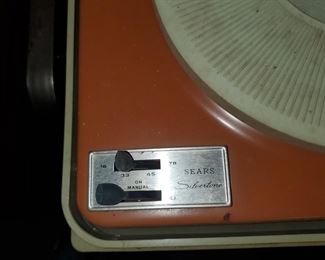 16 78
SEARS
33 45
ON
Silvertone
MANUAL